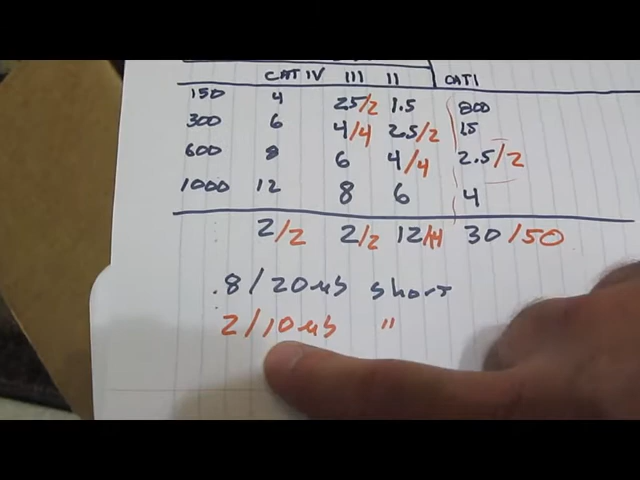 CAT IV III II CAT I
150 4 2.5/2 1.5 800
300 6 4/4 2.5/2 1.5
600 8 6 4/4 2.5/2
1000 12 8 6 4
2/2 2/2 12/14 30/50
.8/20us short
2/10us "